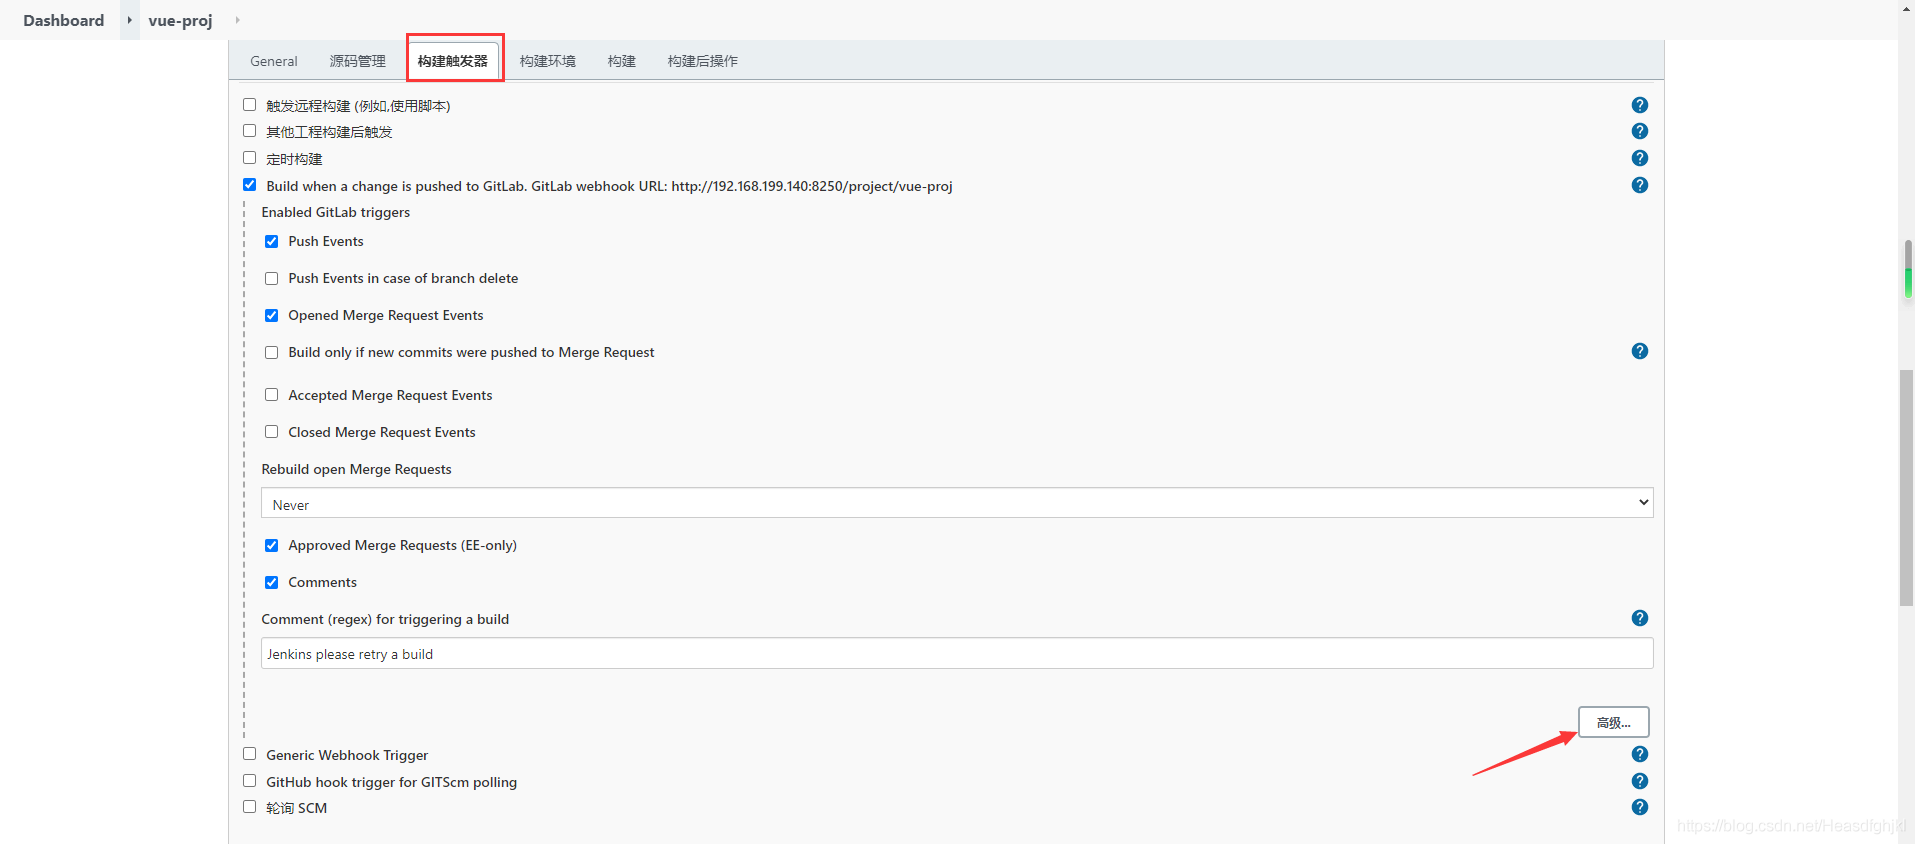 Dashboard vue-proj
General 源码管理 构建触发器 构建环境 构建 构建后操作
触发远程构建 (例如,使用脚本)
其他工程构建后触发
定时构建
Build when a change is pushed to GitLab. GitLab webhook URL: http://192.168.199.140:8250/project/vue-proj
Enabled GitLab triggers
Push Events
Push Events in case of branch delete
Opened Merge Request Events
Build only if new commits were pushed to Merge Request
Accepted Merge Request Events
Closed Merge Request Events
Rebuild open Merge Requests
Never
Approved Merge Requests (EE-only)
Comments
Comment (regex) for triggering a build
Jenkins please retry a build
高级...
Generic Webhook Trigger
GitHub hook trigger for GITScm polling
轮询 SCM
https://blog.csdn.net/Heasdfghjkl